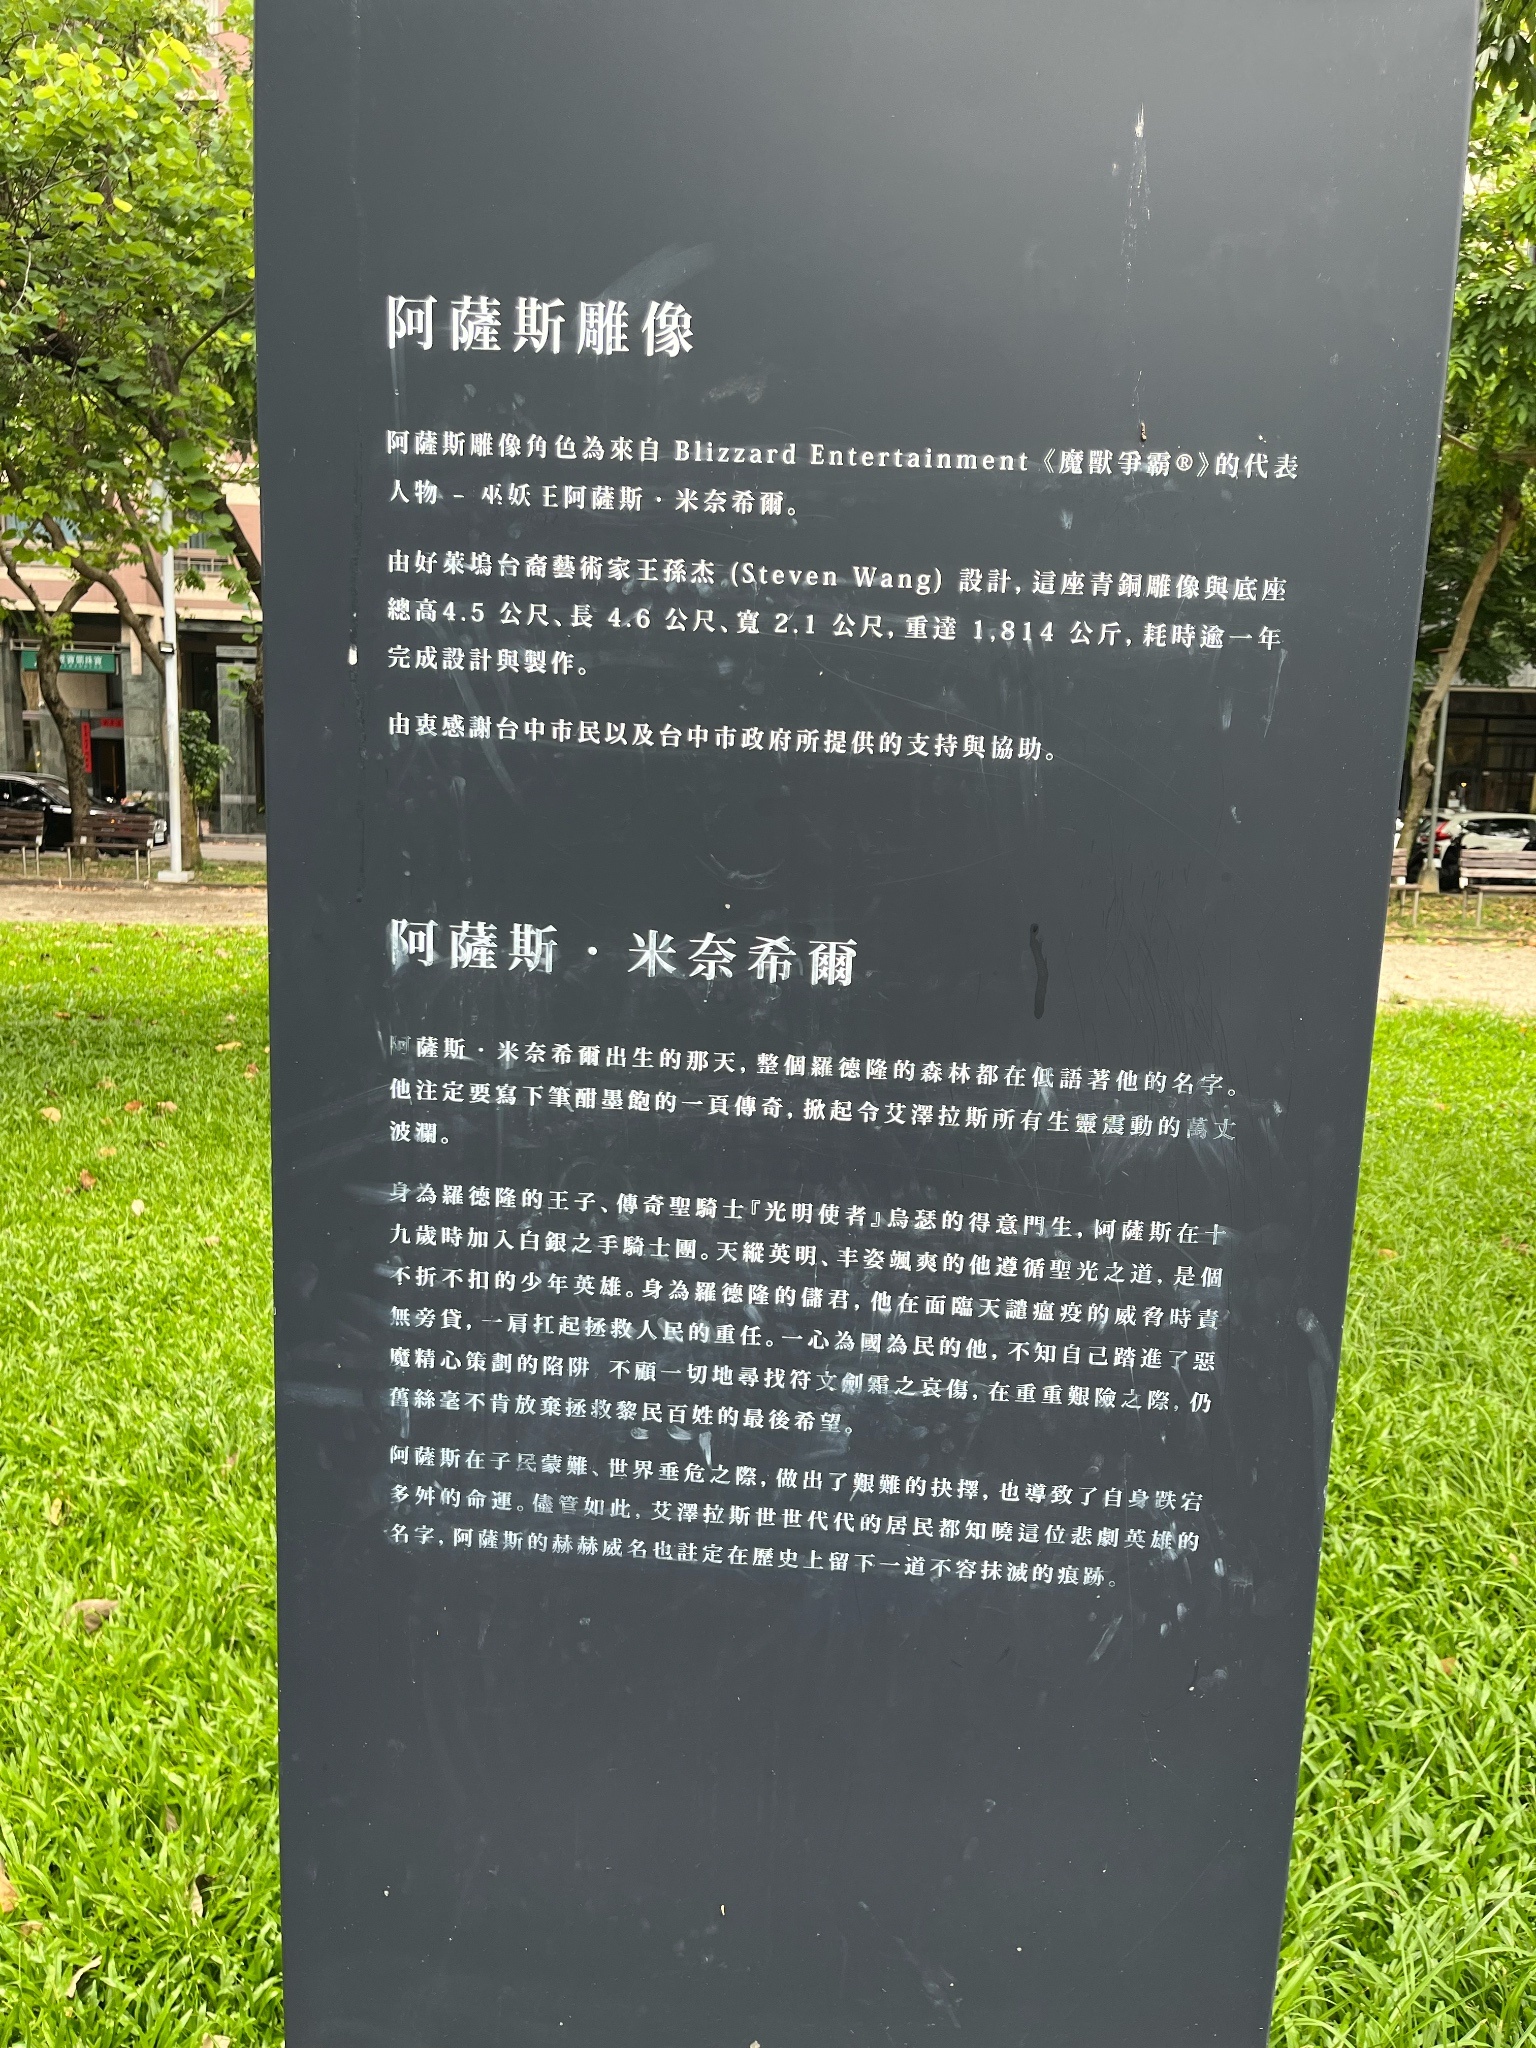 阿薩斯雕像
阿薩斯雕像角色為來自 Blizzard Entertainment《魔獸爭霸®》的代表
人物 – 巫妖王阿薩斯・米奈希爾。
由好萊塢台裔藝術家王孫杰 (Steven Wang) 設計，這座青銅雕像與底座
總高4.5 公尺、長 4.6 公尺、寬 2.1 公尺，重達 1,814 公斤，耗時逾一年
完成設計與製作。
由衷感謝台中市民以及台中市政府所提供的支持與協助。
阿薩斯・米奈希爾
阿薩斯・米奈希爾出生的那天，整個羅德隆的森林都在低語著他的名字。
他注定要寫下筆酣墨飽的一頁傳奇，掀起令艾澤拉斯所有生靈震動的萬丈
波瀾。
身為羅德隆的王子、傳奇聖騎士『光明使者』烏瑟的得意門生，阿薩斯在十
九歲時加入白銀之手騎士團。天縱英明、丰姿颯爽的他遵循聖光之道，是個
不折不扣的少年英雄。身為羅德隆的儲君，他在面臨天譴瘟疫的威脅時責
無旁貸，一肩扛起拯救人民的重任。一心為國為民的他，不知自己踏進了惡
魔精心策劃的陷阱，不顧一切地尋找符文劍霜之哀傷，在重重艱險之際，仍
舊絲毫不肯放棄拯救黎民百姓的最後希望。
阿薩斯在子民蒙難、世界垂危之際，做出了艱難的抉擇，也導致了自身跌宕
多舛的命運。儘管如此，艾澤拉斯世世代代的居民都知曉這位悲劇英雄的
名字，阿薩斯的赫赫威名也註定在歷史上留下一道不容抹滅的痕跡。